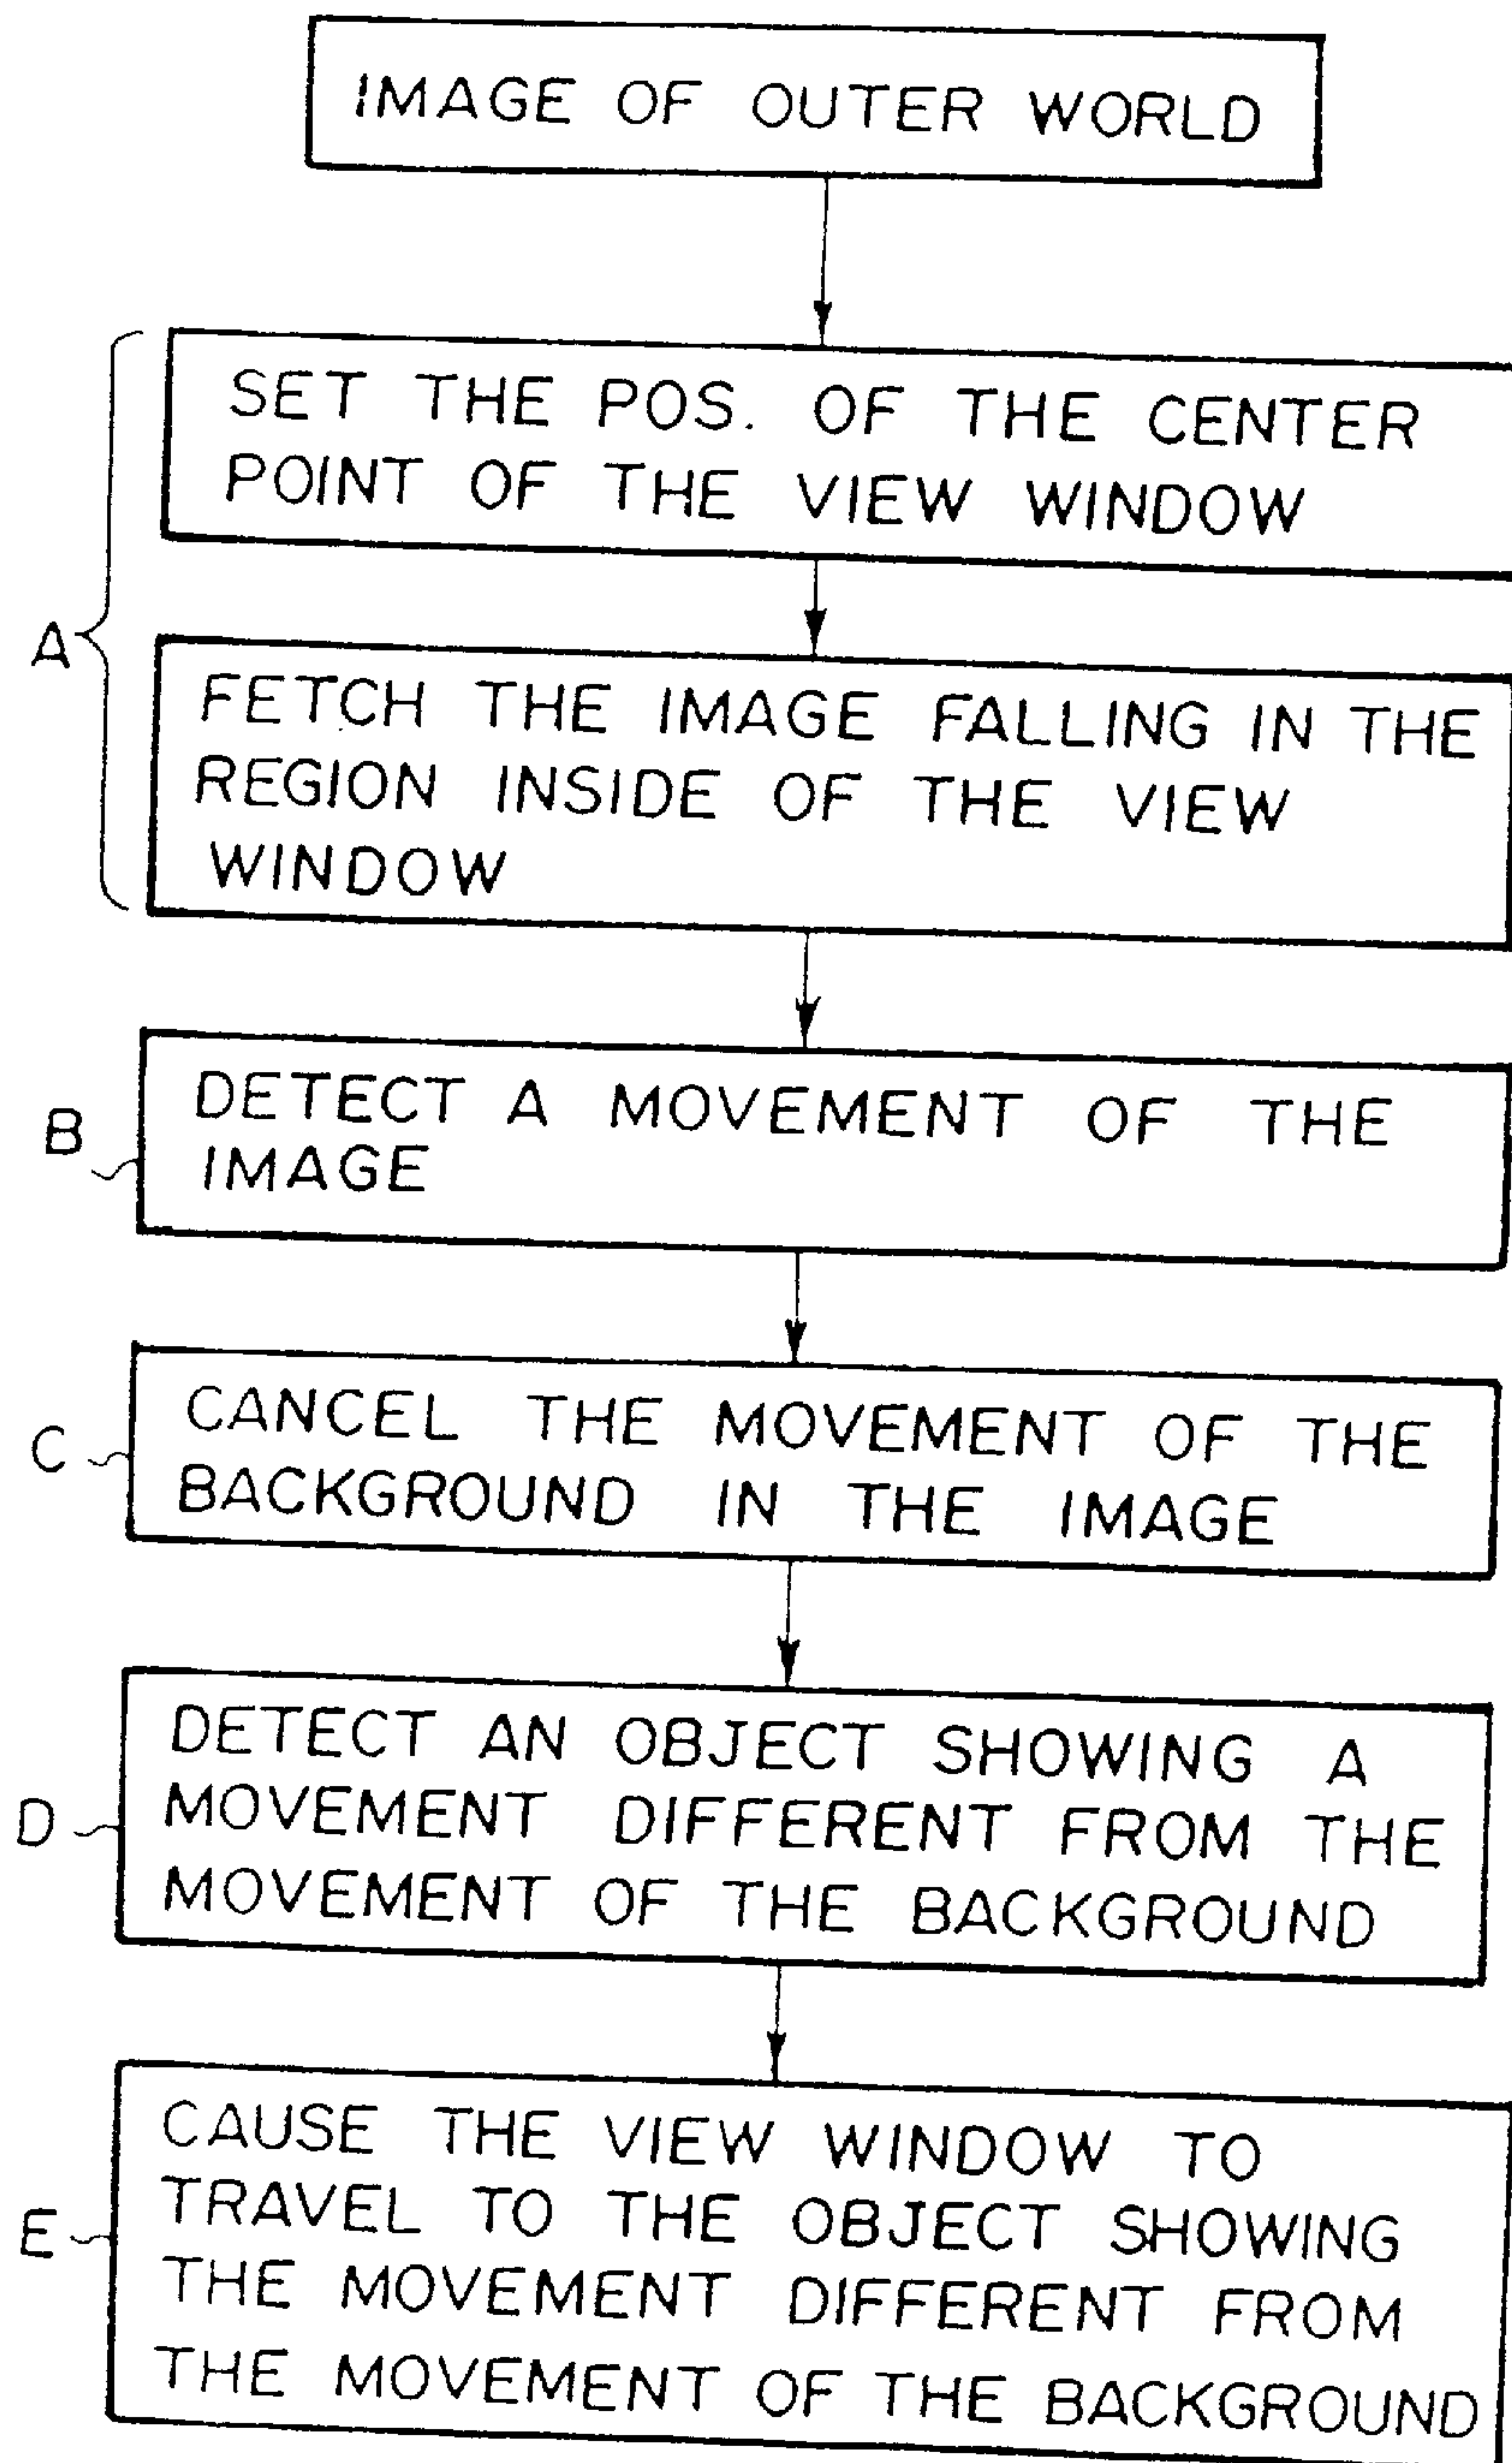 IMAGE OF OUTER WORLD
SET THE POS. OF THE CENTER
POINT OF THE VIEW WINDOW
A
FETCH THE IMAGE FALLING IN THE
REGION INSIDE OF THE VIEW
WINDOW
B
DETECT A MOVEMENT OF THE
IMAGE
C
CANCEL THE MOVEMENT OF THE
BACKGROUND IN THE IMAGE
D
DETECT AN OBJECT SHOWING A
MOVEMENT DIFFERENT FROM THE
MOVEMENT OF THE BACKGROUND
E
CAUSE THE VIEW WINDOW TO
TRAVEL TO THE OBJECT SHOWING
THE MOVEMENT DIFFERENT FROM
THE MOVEMENT OF THE BACKGROUND